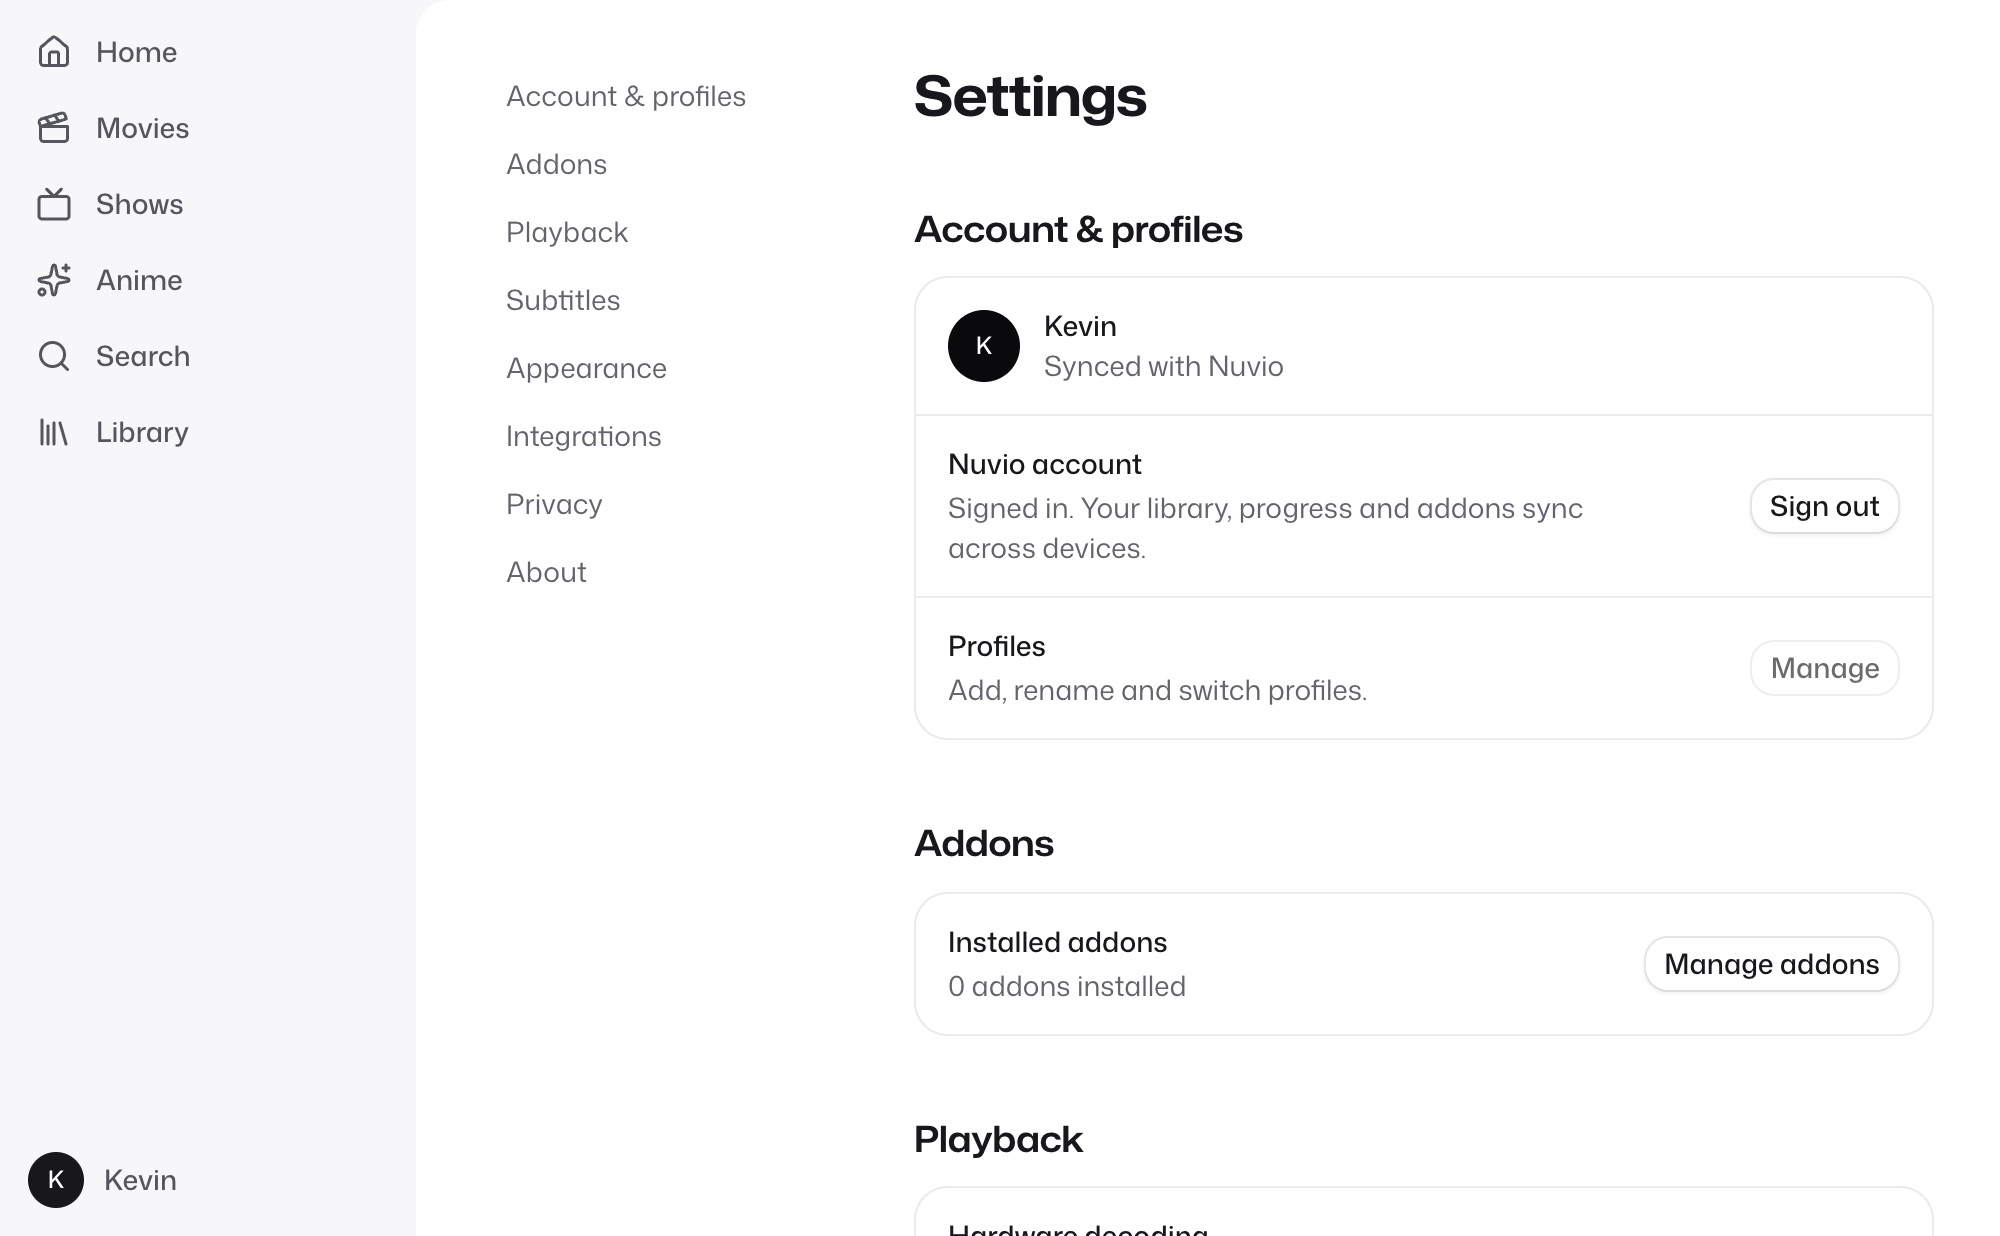 Home
Movies
Shows
Anime
Search
Library
K
Kevin
Account & profiles
Addons
Playback
Subtitles
Appearance
Integrations
Privacy
About
Settings
Account & profiles
K
Kevin
Synced with Nuvio
Nuvio account
Signed in. Your library, progress and addons sync
across devices.
Sign out
Profiles
Add, rename and switch profiles.
Manage
Addons
Installed addons
0 addons installed
Manage addons
Playback
Hardware decoding